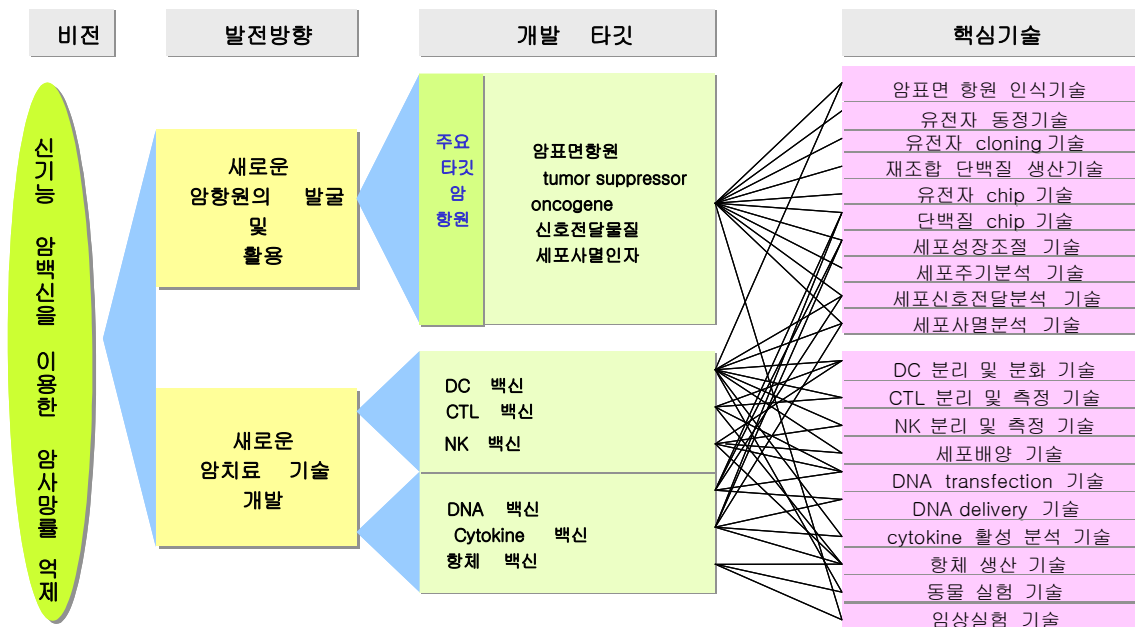 비전
발전방향
개발 타깃
핵심기술
신기능 암백신을 이용한 암사망률 억제
새로운
암항원의 발굴
및
활용
새로운
암치료 기술
개발
주요
타깃
암
항원
암표면항원
tumor suppressor
oncogene
신호전달물질
세포사멸인자
DC 백신
CTL 백신
NK 백신
DNA 백신
Cytokine 백신
항체 백신
암표면 항원 인식기술
유전자 동정기술
유전자 cloning기술
재조합 단백질 생산기술
유전자 chip 기술
단백질 chip 기술
세포성장조절 기술
세포주기분석 기술
세포신호전달분석 기술
세포사멸분석 기술
DC 분리 및 분화 기술
CTL 분리 및 측정 기술
NK 분리 및 측정 기술
세포배양 기술
DNA transfection 기술
DNA delivery 기술
cytokine 활성 분석 기술
항체 생산 기술
동물 실험 기술
임상실험 기술